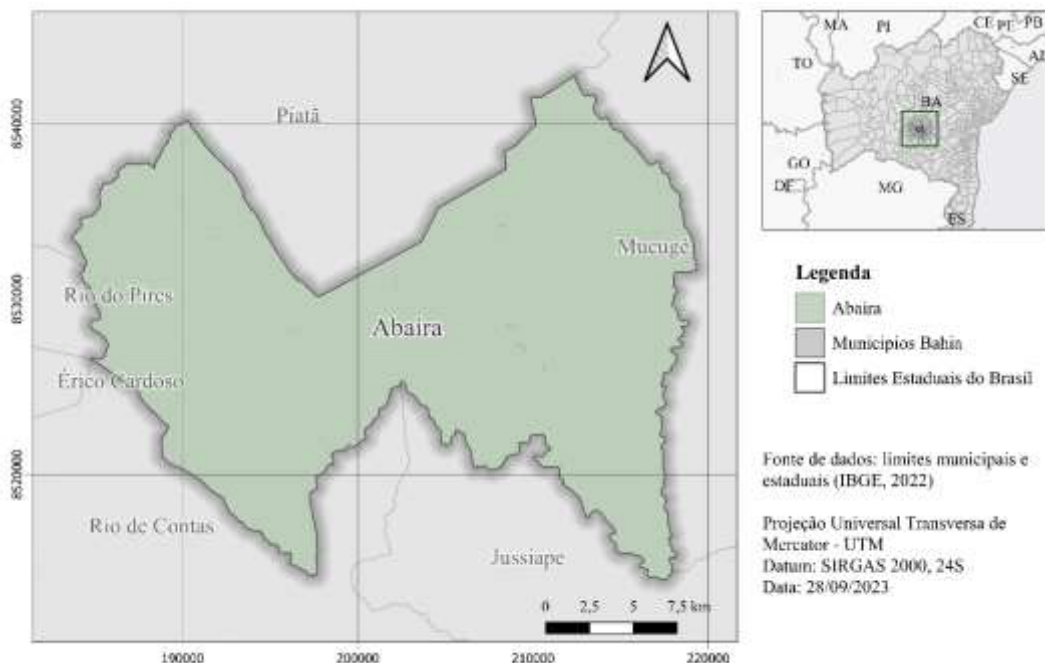 Piatã
Mucugê
Rio do Pires
Abaira
Érico Cardoso
Rio de Contas
Jussiape
0 2,5 5 7,5 km
8540000
8530000
8520000
190000 200000 210000 220000
MA PI CE PE PB
TO AL
SE
BA
GO
DF MG
ES
Legenda
Abaira
Municípios Bahia
Limites Estaduais do Brasil
Fonte de dados: limites municipais e
estaduais (IBGE, 2022)
Projeção Universal Transversa de
Mercator - UTM
Datum: SIRGAS 2000, 24S
Data: 28/09/2023